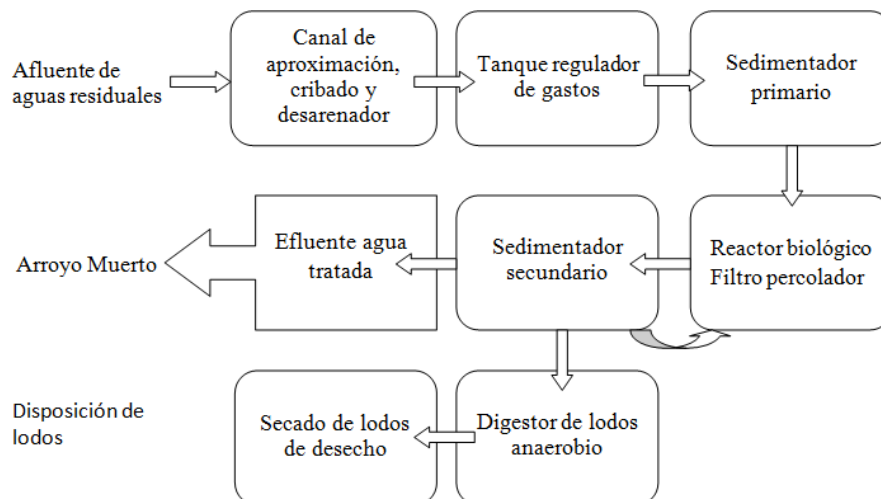 Afluente de
aguas residuales
Canal de
aproximación,
cribado y
desarenador
Tanque regulador
de gastos
Sedimentador
primario
Arroyo Muerto
Efluente agua
tratada
Sedimentador
secundario
Reactor biológico
Filtro percolador
Disposición de
lodos
Secado de lodos
de desecho
Digestor de lodos
anaerobio